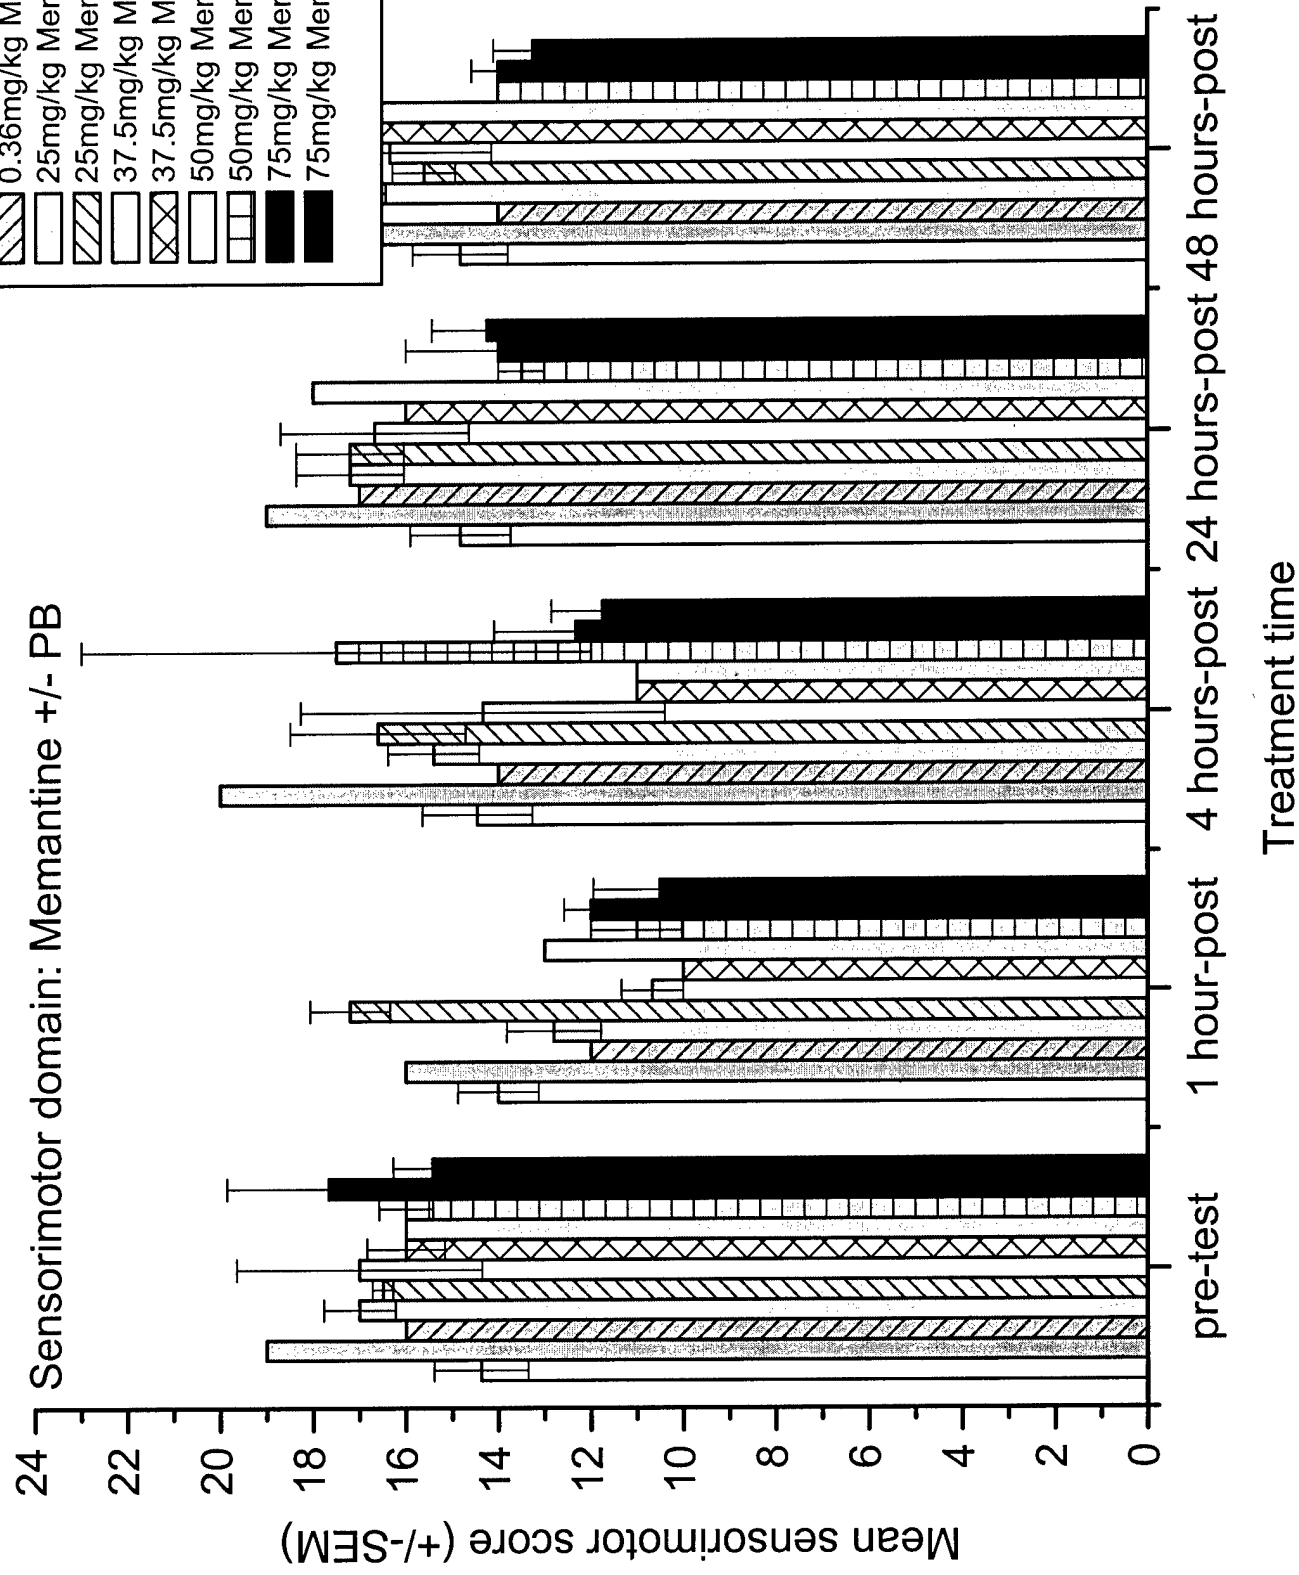 Sensorimotor domain: Memantine +/- PB
0.36mg/kg
25mg/kg
25mg/kg
37.5mg/kg
37.5mg/kg
50mg/kg
50mg/kg
75mg/kg
75mg/kg
Mean sensorimotor score (+/-SEM)
24
22
20
18
16
14
12
10
8
6
4
2
0
pre-test
1 hour-post
4 hours-post
24 hours-post
48 hours-post
Treatment time